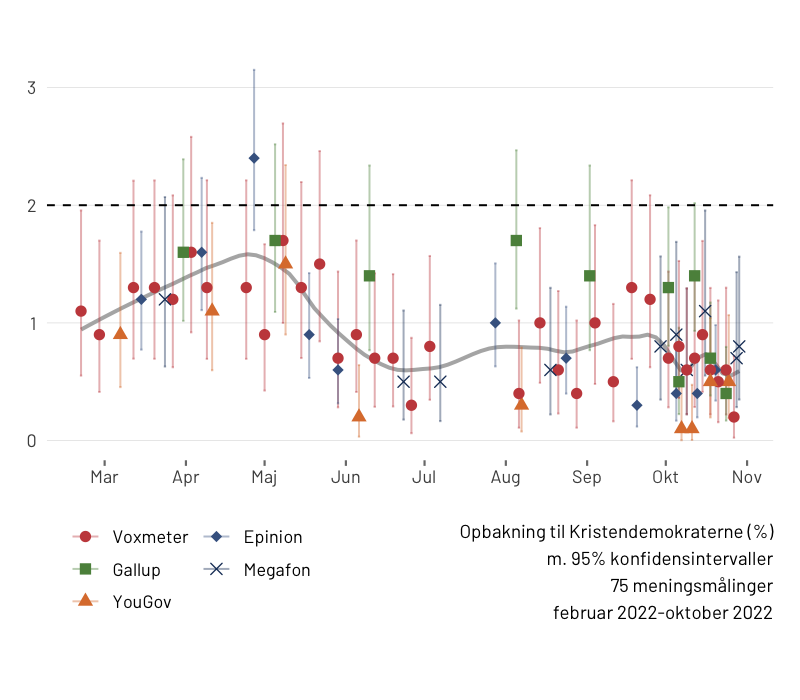 3
2
1
0
Mar Apr Maj Jun Jul Aug Sep Okt Nov
Voxmeter Epinion
Gallup Megafon
YouGov
Opbakning til Kristendemokraterne (%)
m. 95% konfidensintervaller
75 meningsmålinger
februar 2022-oktober 2022